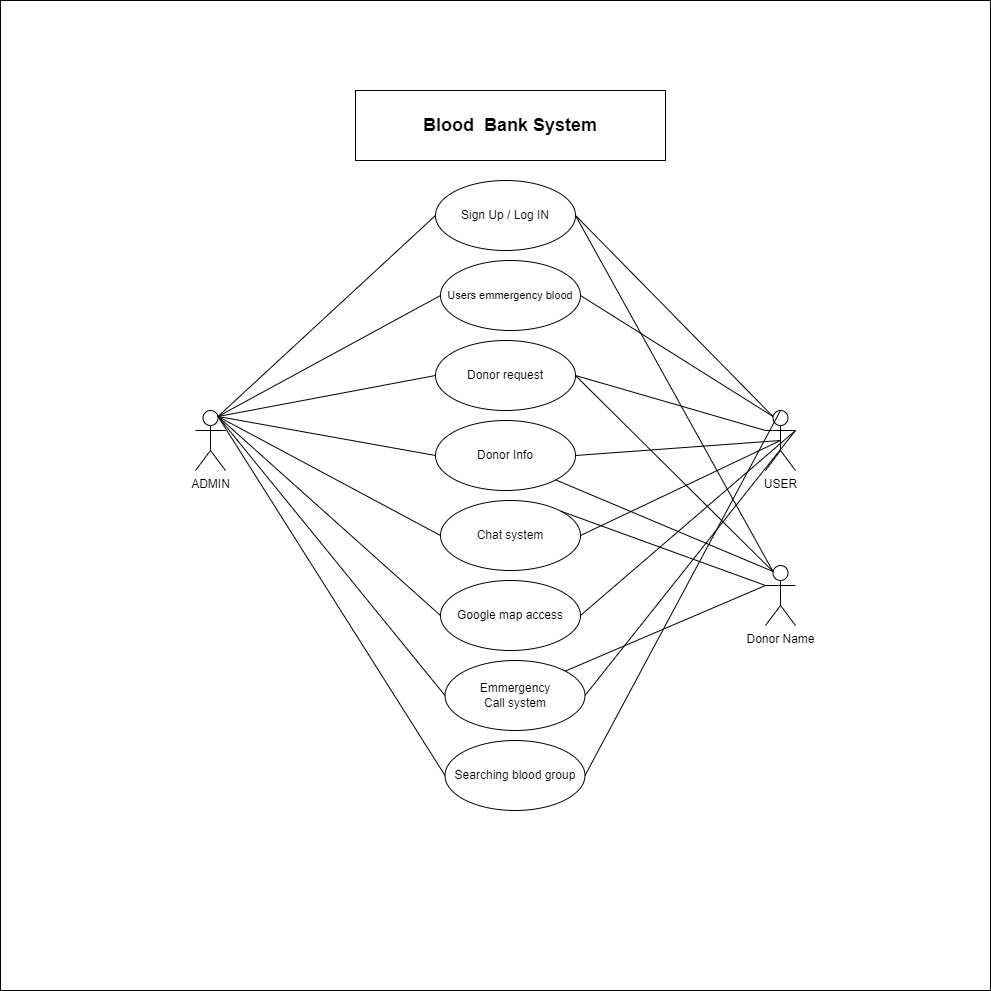 Blood  Bank System
Sign Up / Log IN
Users emmergency blood
Donor request
ADMIN
Donor Info
USER
Chat system
Google map access
Donor Name
Emmergency
Call system
Searching blood group